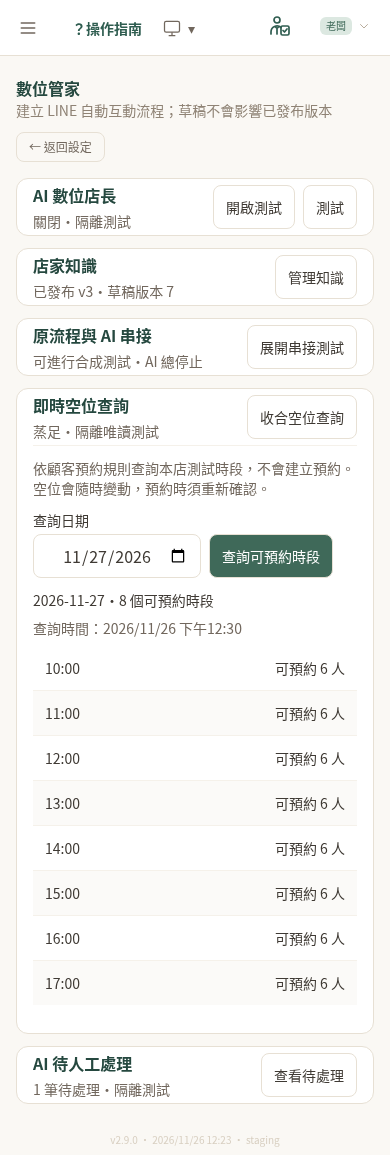 ？操作指南 ▼ 老闆
數位管家
建立 LINE 自動互動流程；草稿不會影響已發布版本
← 返回設定
AI 數位店長
關閉・隔離測試
開啟測試 測試
店家知識
已發布 v3・草稿版本 7
管理知識
原流程與 AI 串接
可進行合成測試・AI 總停止
展開串接測試
即時空位查詢
蒸足・隔離唯讀測試
收合空位查詢
依顧客預約規則查詢本店測試時段，不會建立預約。
空位會隨時變動，預約時須重新確認。
查詢日期
11/27/2026 查詢可預約時段
2026-11-27・8 個可預約時段
查詢時間：2026/11/26 下午12:30
10:00 可預約 6 人
11:00 可預約 6 人
12:00 可預約 6 人
13:00 可預約 6 人
14:00 可預約 6 人
15:00 可預約 6 人
16:00 可預約 6 人
17:00 可預約 6 人
AI 待人工處理
1 筆待處理・隔離測試
查看待處理
v2.9.0 · 2026/11/26 12:23 · staging